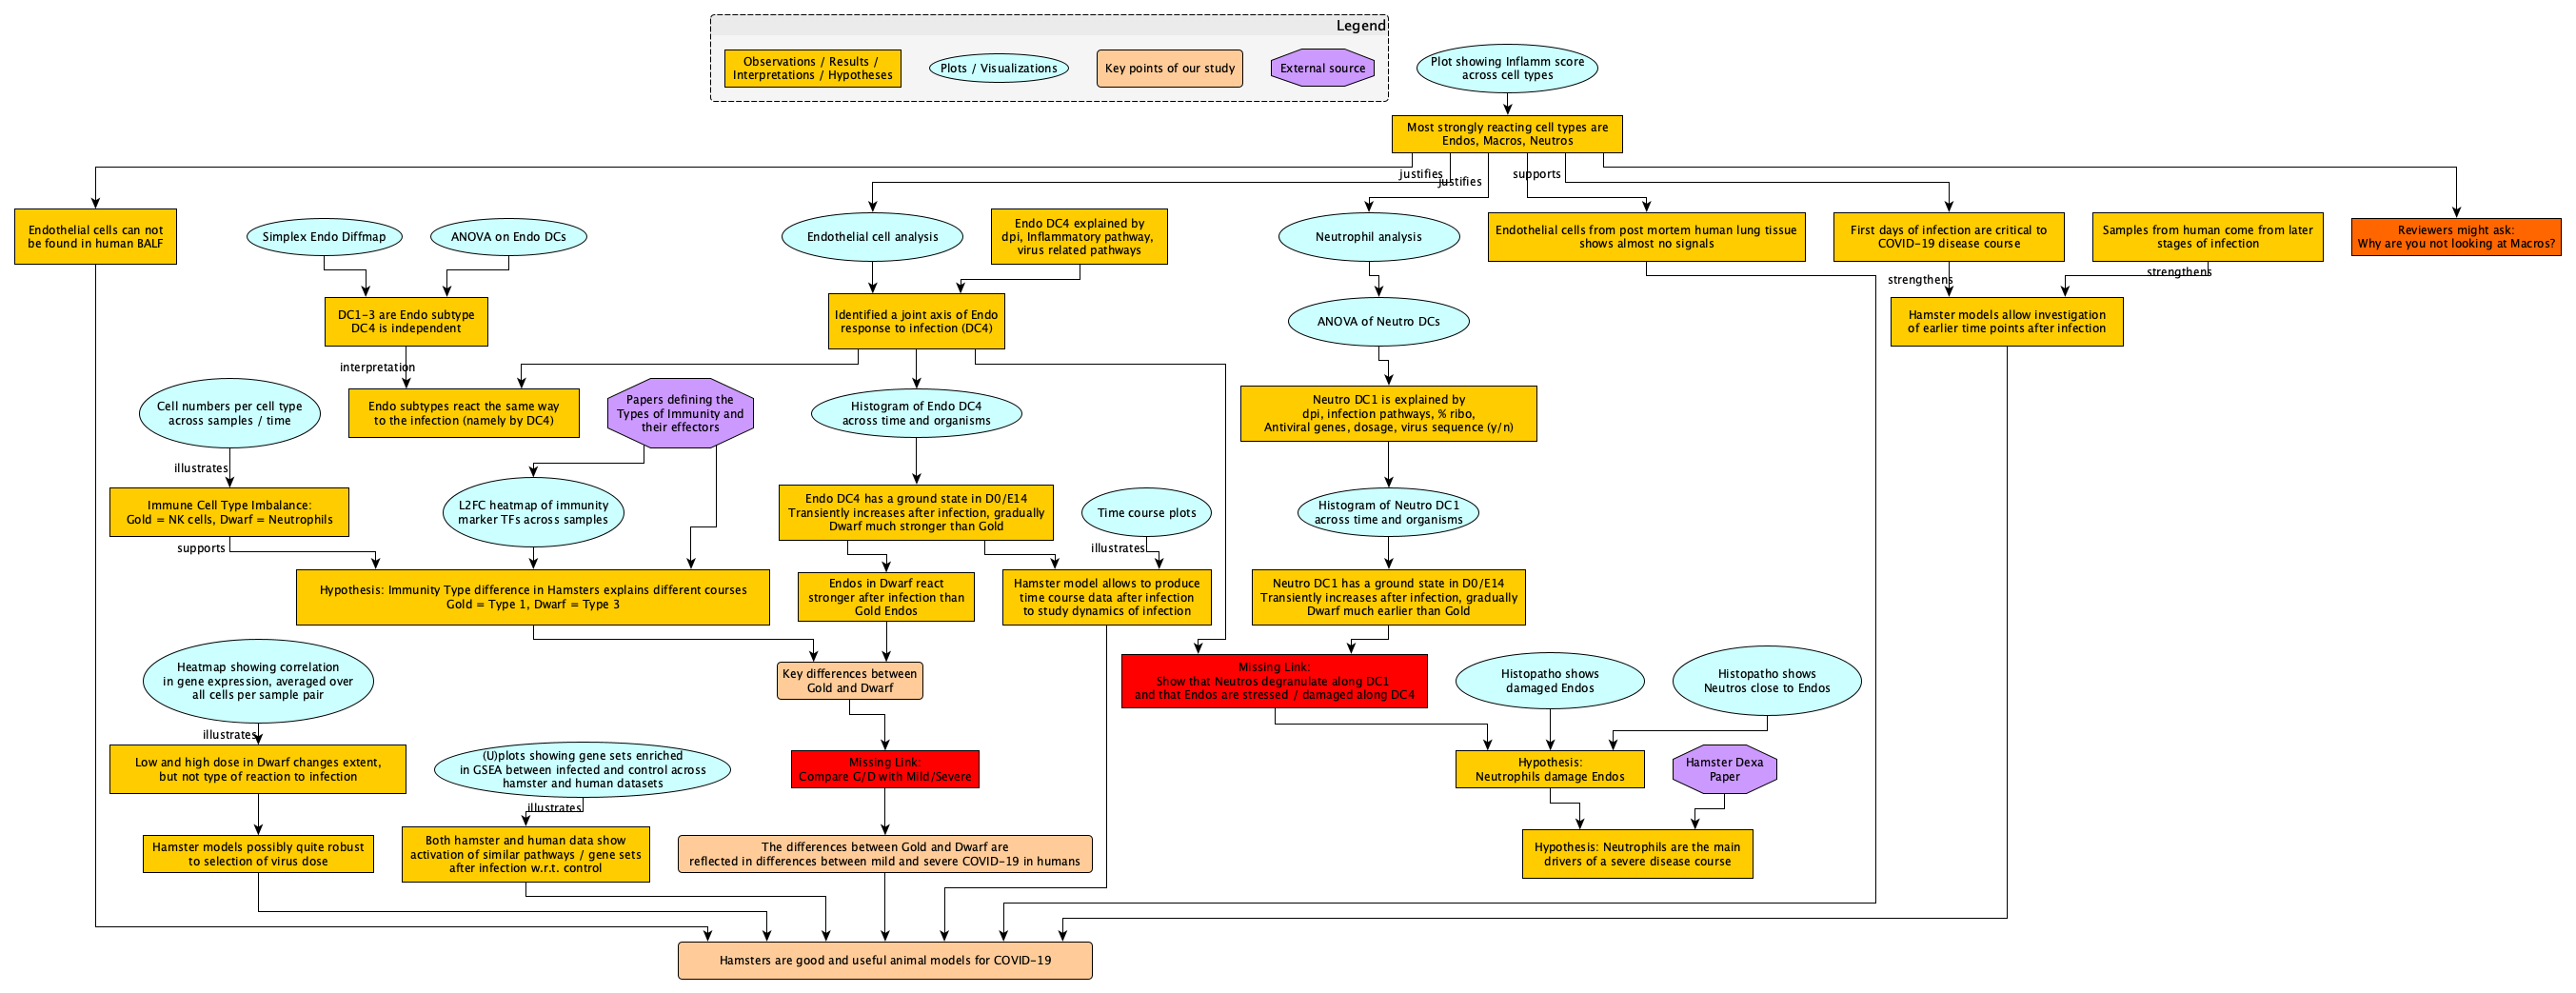 Legend
Observations / Results /
Interpretations / Hypotheses
Plots / Visualizations
Key points of our study
External source
Plot showing Inflamm score
across cell types
Most strongly reacting cell types are
Endos, Macros, Neutros
justifies
justifies
supports
Endothelial cells can not
be found in human BALF
Simplex Endo Diffmap
ANOVA on Endo DCs
Endothelial cell analysis
Endo DC4 explained by
dpi, Inflammatory pathway,
virus related pathways
Neutrophil analysis
Endothelial cells from post mortem human lung tissue
shows almost no signals
First days of infection are critical to
COVID-19 disease course
Samples from human come from later
stages of infection
Reviewers might ask:
Why are you not looking at Macros?
strengthens
strengthens
DC1-3 are Endo subtype
DC4 is independent
Identified a joint axis of Endo
response to infection (DC4)
ANOVA of Neutro DCs
Hamster models allow investigation
of earlier time points after infection
interpretation
Cell numbers per cell type
across samples / time
Endo subtypes react the same way
to the infection (namely by DC4)
Papers defining the
Types of Immunity and
their effectors
Histogram of Endo DC4
across time and organisms
Neutro DC1 is explained by
dpi, infection pathways, % ribo,
Antiviral genes, dosage, virus sequence (y/n)
illustrates
Immune Cell Type Imbalance:
Gold = NK cells, Dwarf = Neutrophils
L2FC heatmap of immunity
marker TFs across samples
Endo DC4 has a ground state in D0/E14
Transiently increases after infection, gradually
Dwarf much stronger than Gold
Time course plots
Histogram of Neutro DC1
across time and organisms
supports
illustrates
Hypothesis: Immunity Type difference in Hamsters explains different courses
Gold = Type 1, Dwarf = Type 3
Endos in Dwarf react
stronger after infection than
Gold Endos
Hamster model allows to produce
time course data after infection
to study dynamics of infection
Neutro DC1 has a ground state in D0/E14
Transiently increases after infection, gradually
Dwarf much earlier than Gold
Heatmap showing correlation
in gene expression, averaged over
all cells per sample pair
Key differences between
Gold and Dwarf
Missing Link:
Show that Neutros degranulate along DC1
and that Endos are stressed / damaged along DC4
Histopatho shows
damaged Endos
Histopatho shows
Neutros close to Endos
illustrates
Low and high dose in Dwarf changes extent,
but not type of reaction to infection
(U)plots showing gene sets enriched
in GSEA between infected and control across
hamster and human datasets
Missing Link:
Compare G/D with Mild/Severe
Hypothesis:
Neutrophils damage Endos
Hamster Dexa
Paper
illustrates
Hamster models possibly quite robust
to selection of virus dose
Both hamster and human data show
activation of similar pathways / gene sets
after infection w.r.t. control
The differences between Gold and Dwarf are
reflected in differences between mild and severe COVID-19 in humans
Hypothesis: Neutrophils are the main
drivers of a severe disease course
Hamsters are good and useful animal models for COVID-19